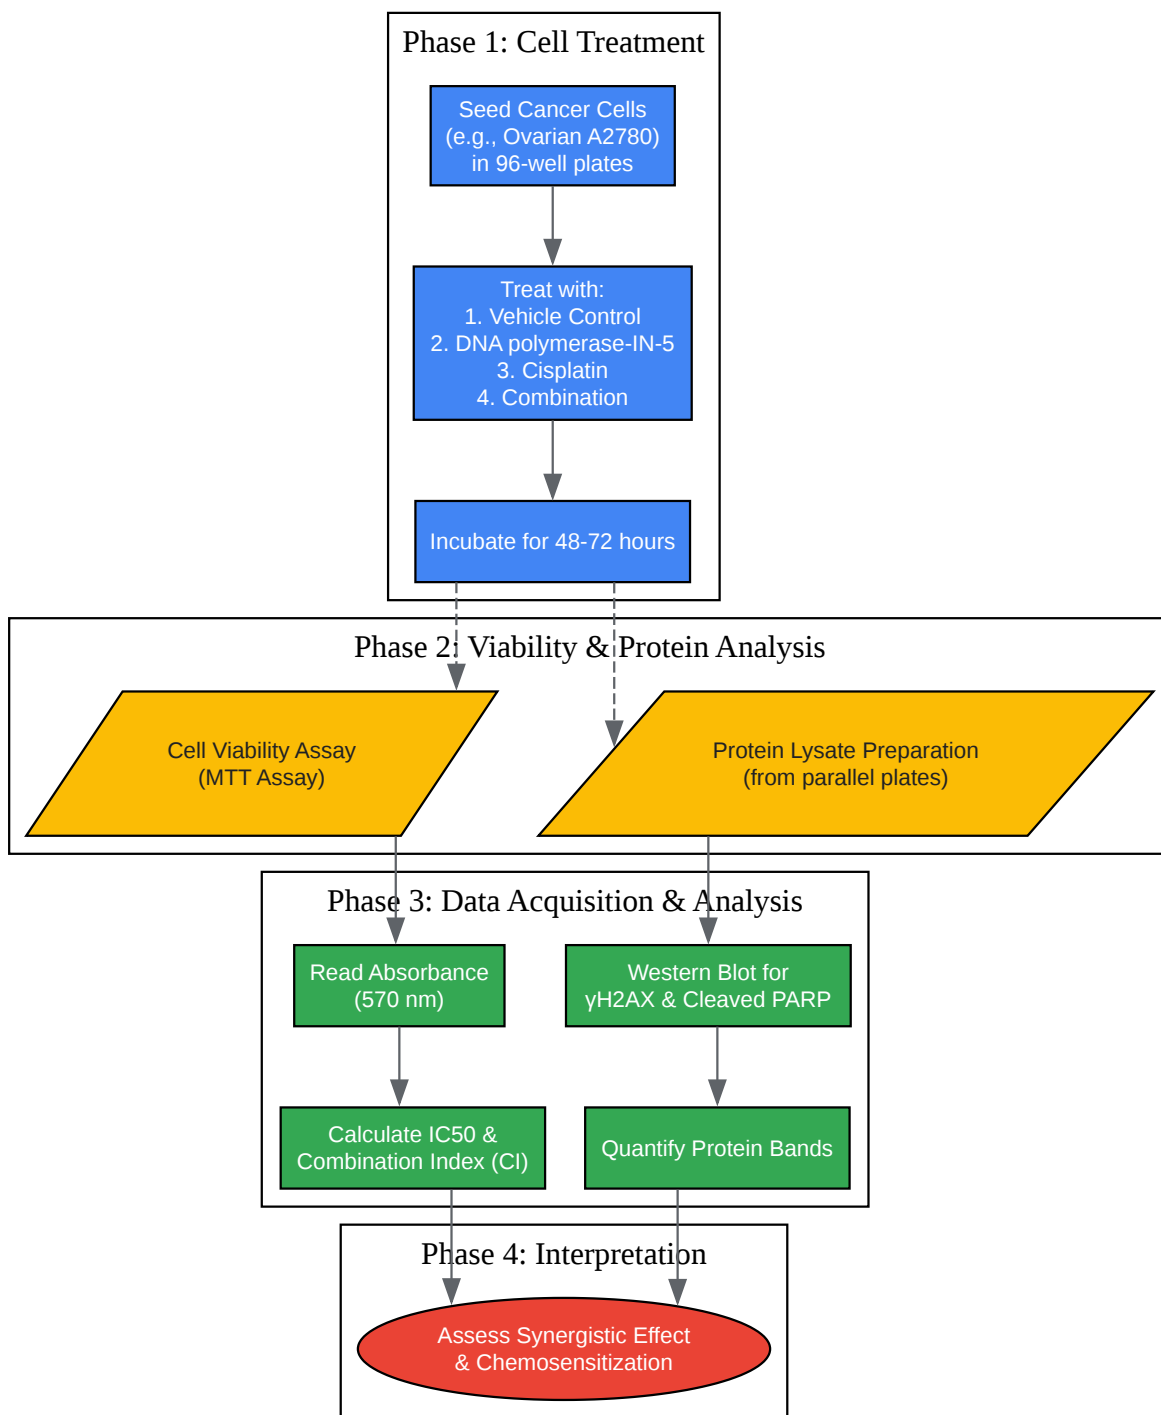 Phase 1: Cell Treatment
Seed Cancer Cells
(e.g., Ovarian A2780)
in 96-well plates
Treat with:
1. Vehicle Control
2. DNA polymerase-IN-5
3. Cisplatin
4. Combination
Incubate for 48-72 hours
Phase 2: Viability & Protein Analysis
Cell Viability Assay
(MTT Assay)
Protein Lysate Preparation
(from parallel plates)
Phase 3: Data Acquisition & Analysis
Read Absorbance
(570 nm)
Western Blot for
γH2AX & Cleaved PARP
Calculate IC50 &
Combination Index (CI)
Quantify Protein Bands
Phase 4: Interpretation
Assess Synergistic Effect
& Chemosensitization